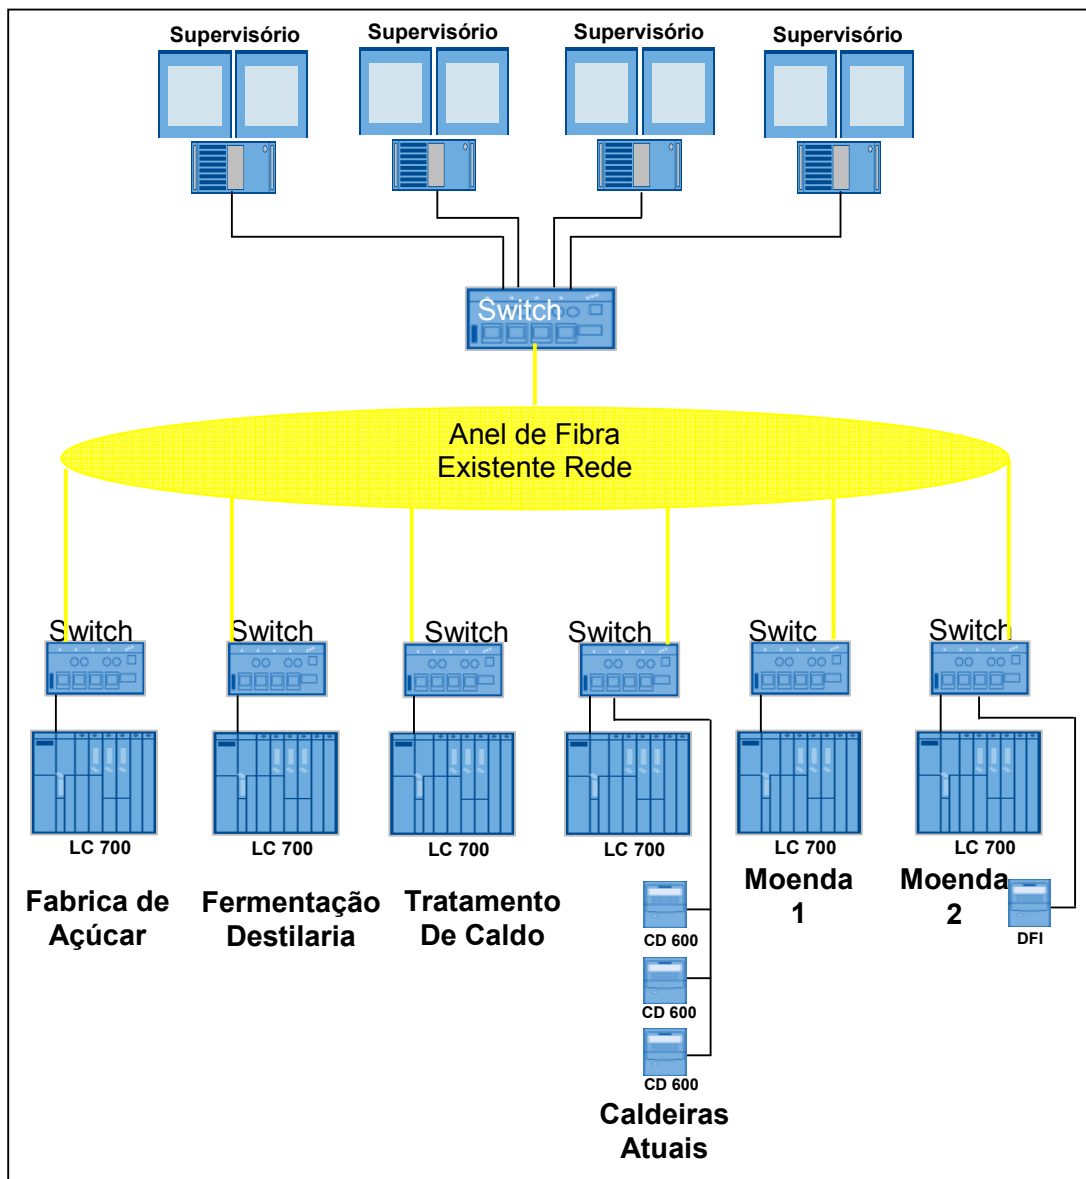 Supervisório
Supervisório
Supervisório
Supervisório
Switch
Anel de Fibra
Existente Rede
Switch
Switch
Switch
Switch
Switc
Switch
LC 700
LC 700
LC 700
LC 700
LC 700
LC 700
Fabrica de
Açúcar
Fermentação
Destilaria
Tratamento
De Caldo
Moenda
1
Moenda
2
CD 600
CD 600
CD 600
DFI
Caldeiras
Atuais